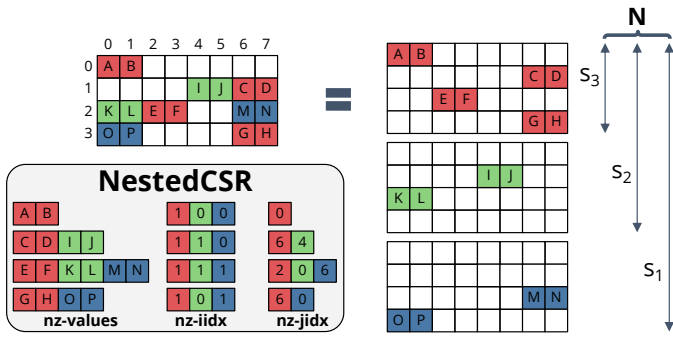 0 1 2 3 4 5 6 7
0 A B
1 I J C D
2 K L E F M N
3 O P G H
=
N
A B
C D
E F
G H
S3
I J
K L
S2
M N
O P
S1
NestedCSR
A B 1 0 0 0
C D I J 1 1 0 6 4
E F K L M N 1 1 1 2 0 6
G H O P 1 0 1 6 0
nz-values nz-iidx nz-jidx